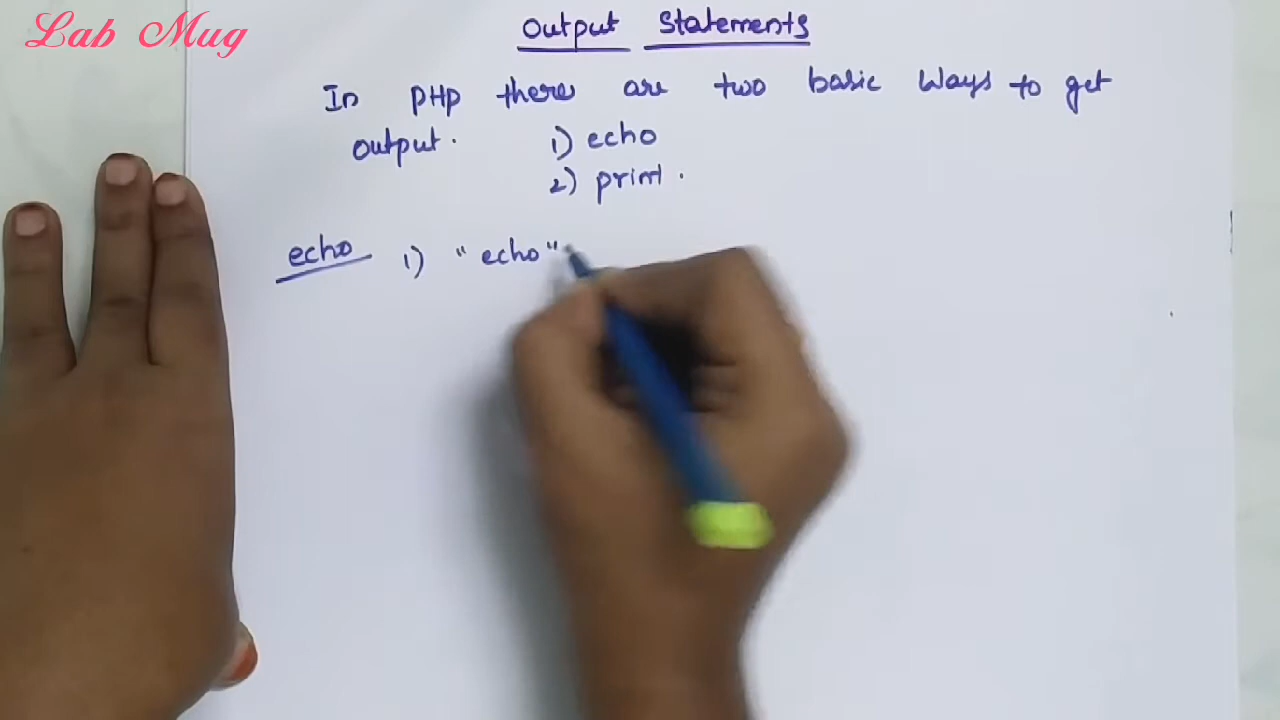 Lab Mug
Output Statements
In PHP there are two basic ways to get
output. 1) echo
2) print.
echo 1) "echo"